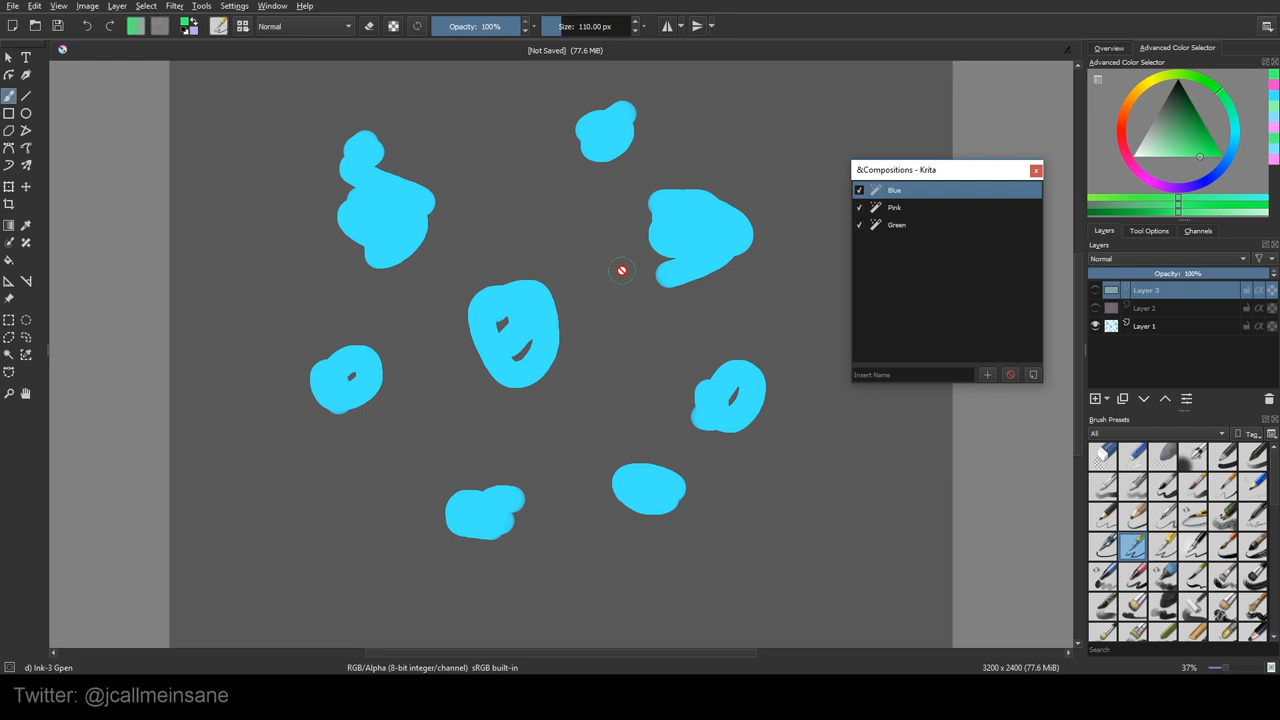 File Edit View Image Layer Select Filter Tools Settings Window Help
Normal Opacity: 100% Size: 110.00 px
[Not Saved] (77.6 MiB)
Overview Advanced Color Selector
Advanced Color Selector
&Compositions - Krita
Blue
Pink
Green
Insert Name
Layers Tool Options Channels
Layers
Normal
Opacity: 100%
Layer 3
Layer 2
Layer 1
Brush Presets
All Tag
Search
d) Ink-3 Gpen RGB/Alpha (8-bit integer/channel) sRGB built-in 3200 x 2400 (77.6 MiB) 37%
Twitter: @jcallmeinsane